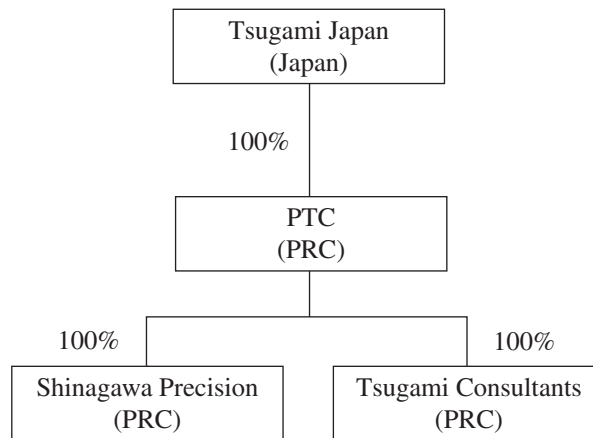 Tsugami Japan
(Japan)
100%
PTC
(PRC)
100%
100%
Shinagawa Precision
(PRC)
Tsugami Consultants
(PRC)